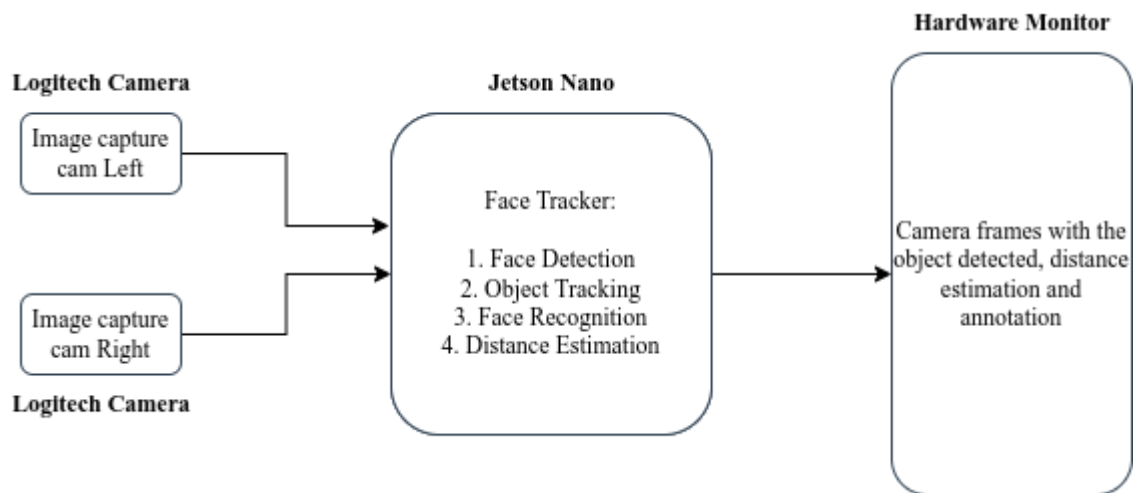 Logitech Camera
Image capture
cam Left
Image capture
cam Right
Logitech Camera
Jetson Nano
Face Tracker:
1. Face Detection
2. Object Tracking
3. Face Recognition
4. Distance Estimation
Hardware Monitor
Camera frames with the
object detected, distance
estimation and
annotation